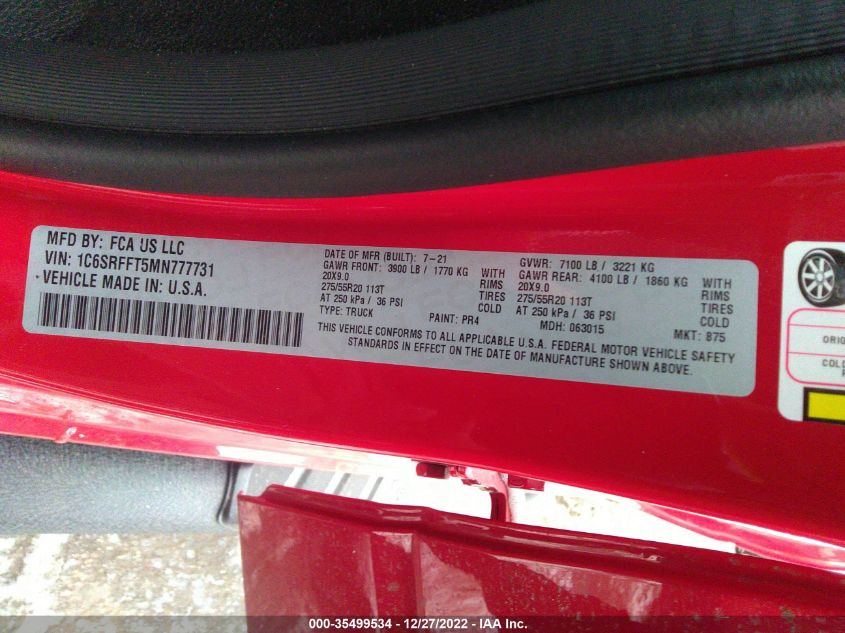 MFD BY: FCA US LLC
VIN: 1C6SRFFT5MN777731
VEHICLE MADE IN: U.S.A.
DATE OF MFR (BUILT): 7-21
GAWR FRONT: 3900 LB / 1770 KG WITH
20X9.0 RIMS
275/55R20 113T TIRES
AT 250 kPa / 36 PSI COLD
TYPE: TRUCK PAINT: PR4
GVWR: 7100 LB / 3221 KG
GAWR REAR: 4100 LB / 1860 KG WITH
20X9.0 RIMS
275/55R20 113T TIRES
AT 250 kPa / 36 PSI COLD
MDH: 063015 MKT: 875
THIS VEHICLE CONFORMS TO ALL APPLICABLE U.S.A. FEDERAL MOTOR VEHICLE SAFETY
STANDARDS IN EFFECT ON THE DATE OF MANUFACTURE SHOWN ABOVE.
COLD
000-35499534 - 12/27/2022 - IAA Inc.